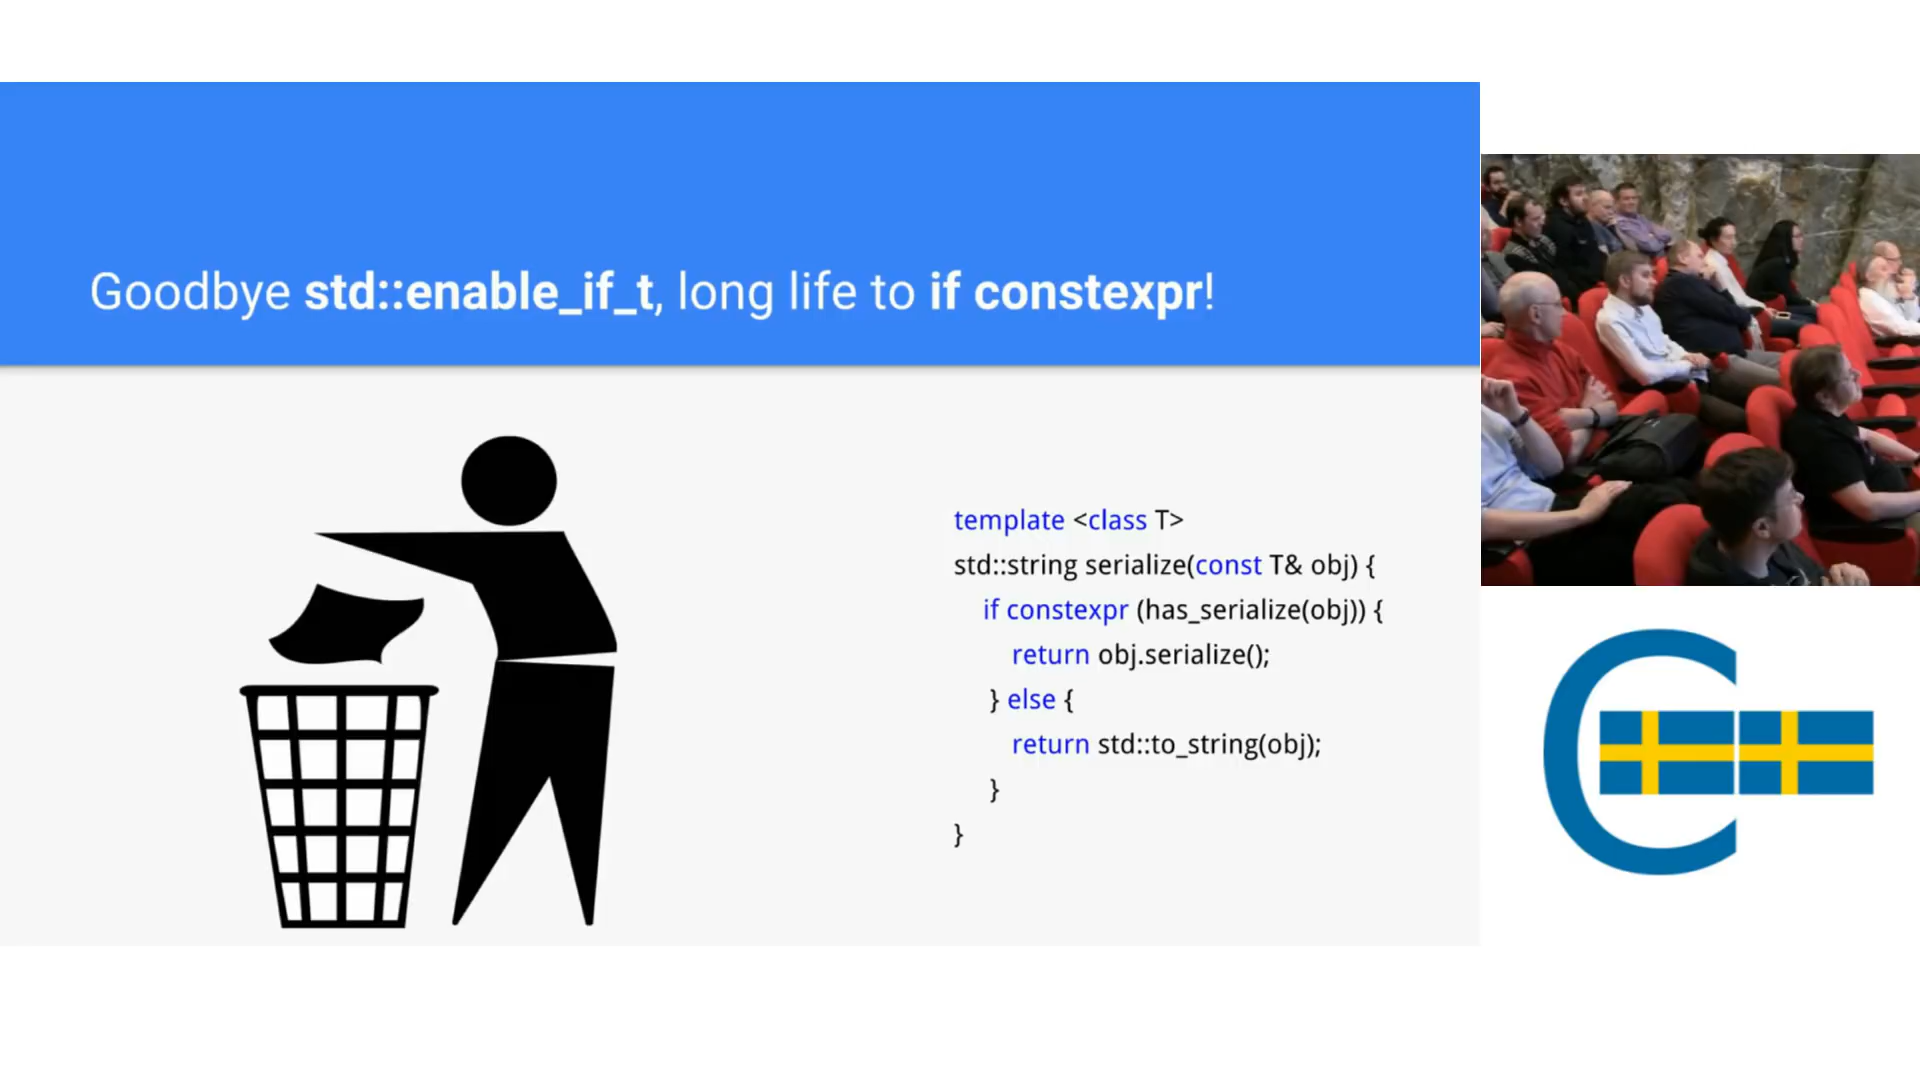 Goodbye std::enable_if_t, long life to if constexpr!
template <class T>
std::string serialize(const T& obj) {
if constexpr (has_serialize(obj)) {
return obj.serialize();
} else {
return std::to_string(obj);
}
}
C